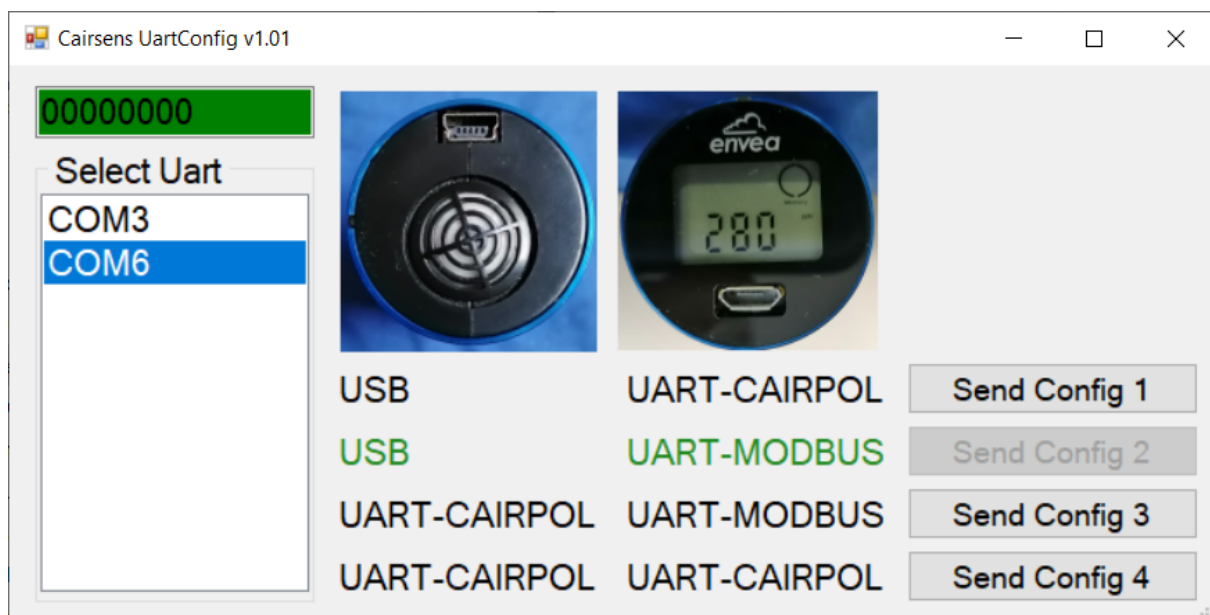 Cairsens UartConfig v1.01
00000000
Select Uart
COM3
COM6
envea
280
USB UART-CAIRPOL Send Config 1
USB UART-MODBUS Send Config 2
UART-CAIRPOL UART-MODBUS Send Config 3
UART-CAIRPOL UART-CAIRPOL Send Config 4